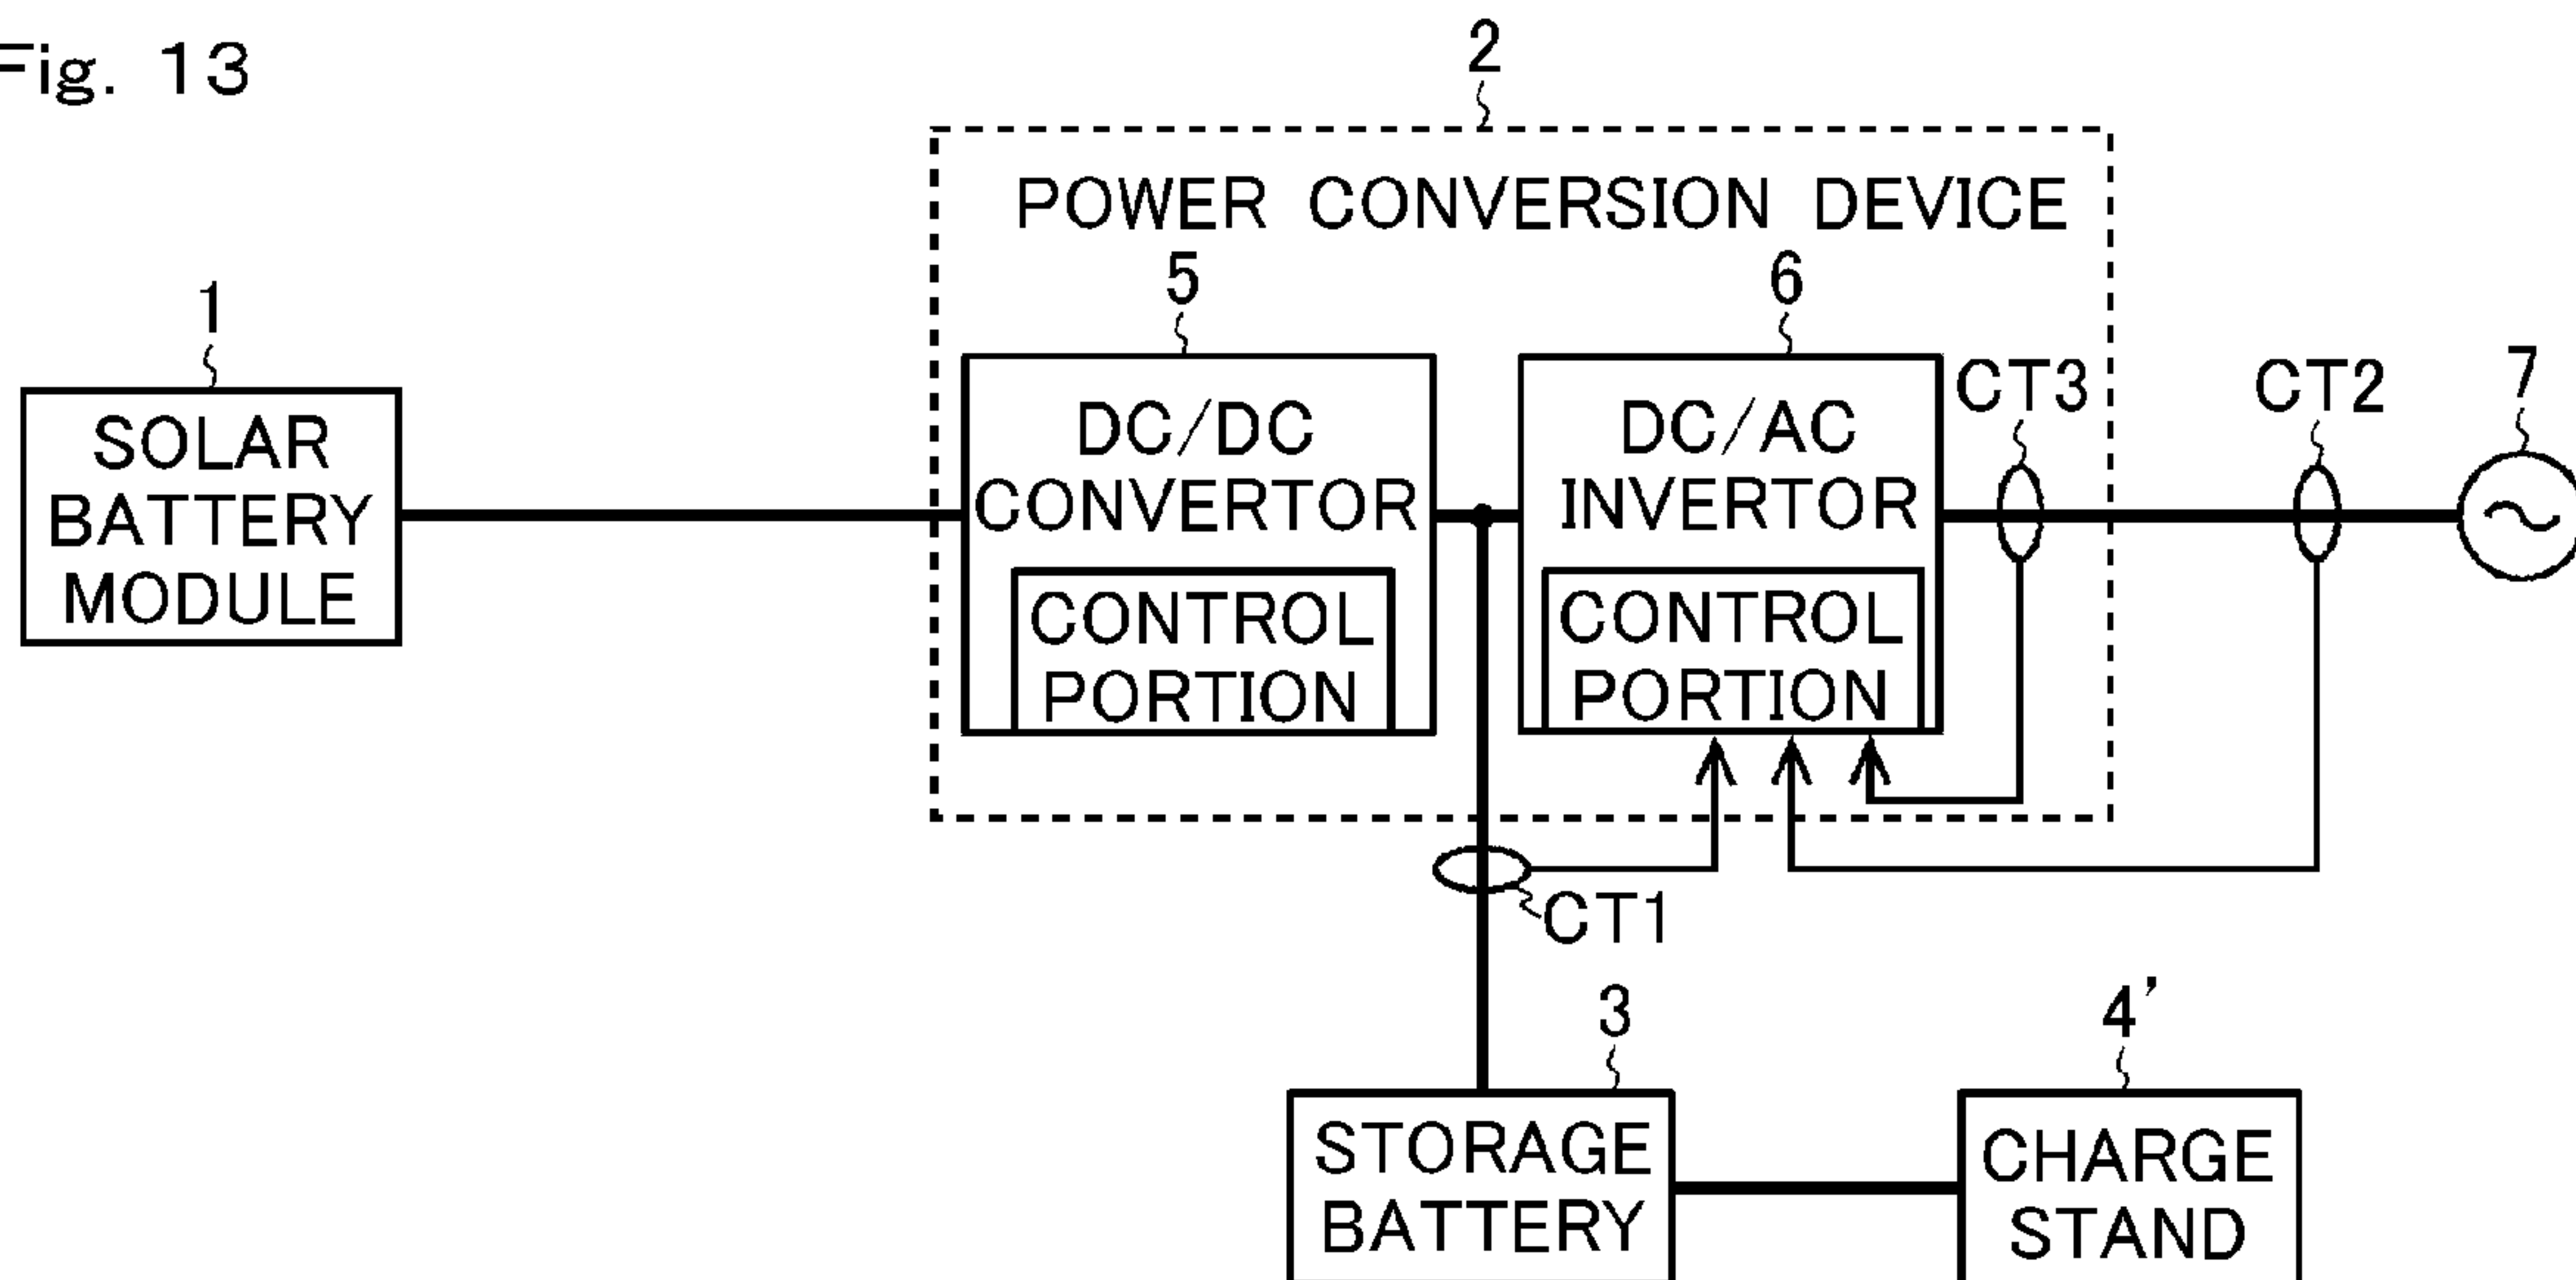 Fig. 13
2
POWER CONVERSION DEVICE
1
5
6
CT3
CT2
7
SOLAR
BATTERY
MODULE
DC/DC
CONVERTOR
CONTROL
PORTION
DC/AC
INVERTOR
CONTROL
PORTION
CT1
3
4'
STORAGE
BATTERY
CHARGE
STAND